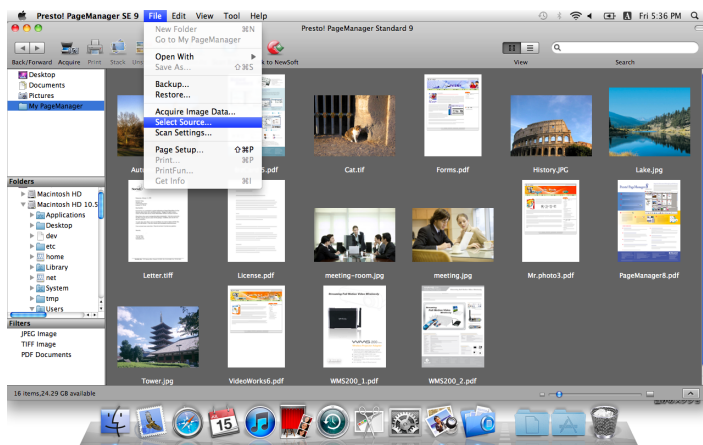 Presto! PageManager SE 9 File Edit View Tool Help Fri 5:36 PM
Presto! PageManager Standard 9
New Folder ⌘N
Go to My PageManager
Open With
Save As... ⇧⌘S
Backup...
Restore...
Acquire Image Data...
Select Source...
Scan Settings...
Page Setup... ⇧⌘P
Print... ⌘P
PrintFun...
Get Info ⌘I
Back/Forward Acquire Print Stack to NewSoft View Search
Desktop
Documents
Pictures
My PageManager
Folders
Macintosh HD
Macintosh HD 10.5
Applications
Desktop
dev
etc
home
Library
net
System
tmp
Users
Filters
JPEG Image
TIFF Image
PDF Documents
Cat.tif Forms.pdf History.JPG Lake.jpg
Letter.tiff License.pdf meeting-room.jpg meeting.jpg Mr.photo3.pdf PageManager8.pdf
Tower.jpg VideoWorks6.pdf WMS200_1.pdf WMS200_2.pdf
16 items,24.29 GB available
15